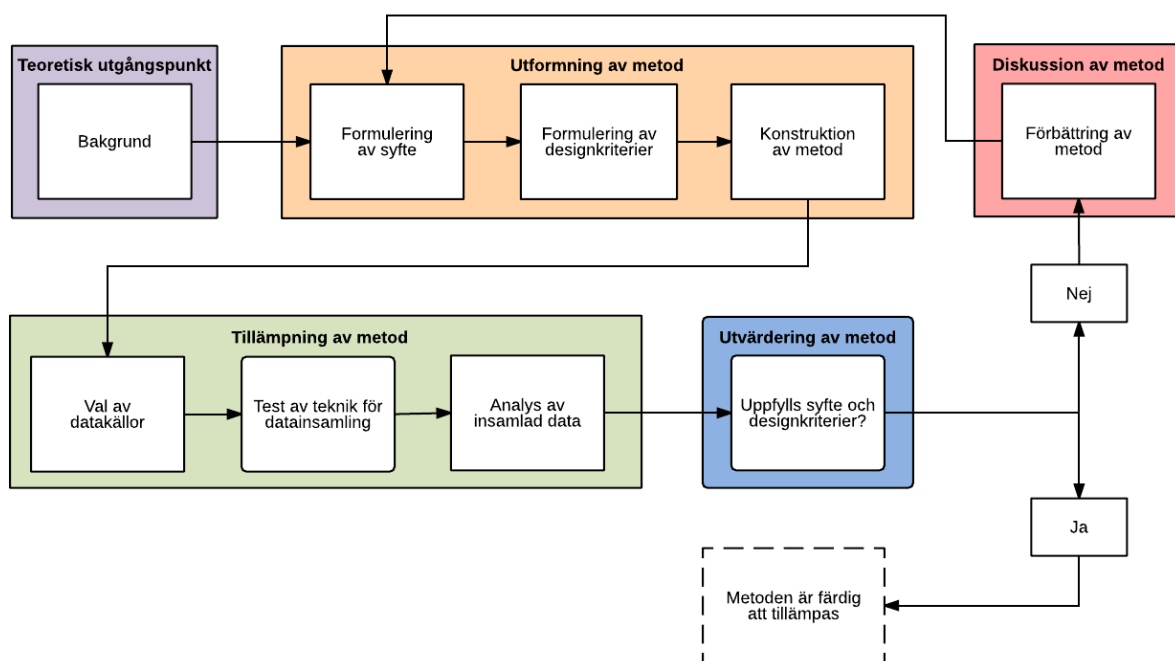 Teoretisk utgångspunkt
Bakgrund
Utformning av metod
Formulering
av syfte
Formulering av
designkriterier
Konstruktion
av metod
Diskussion av metod
Förbättring av
metod
Nej
Tillämpning av metod
Val av
datakällor
Test av teknik för
datainsamling
Analys av
insamlad data
Utvärdering av metod
Uppfylls syfte och
designkriterier?
Ja
Metoden är färdig
att tillämpas